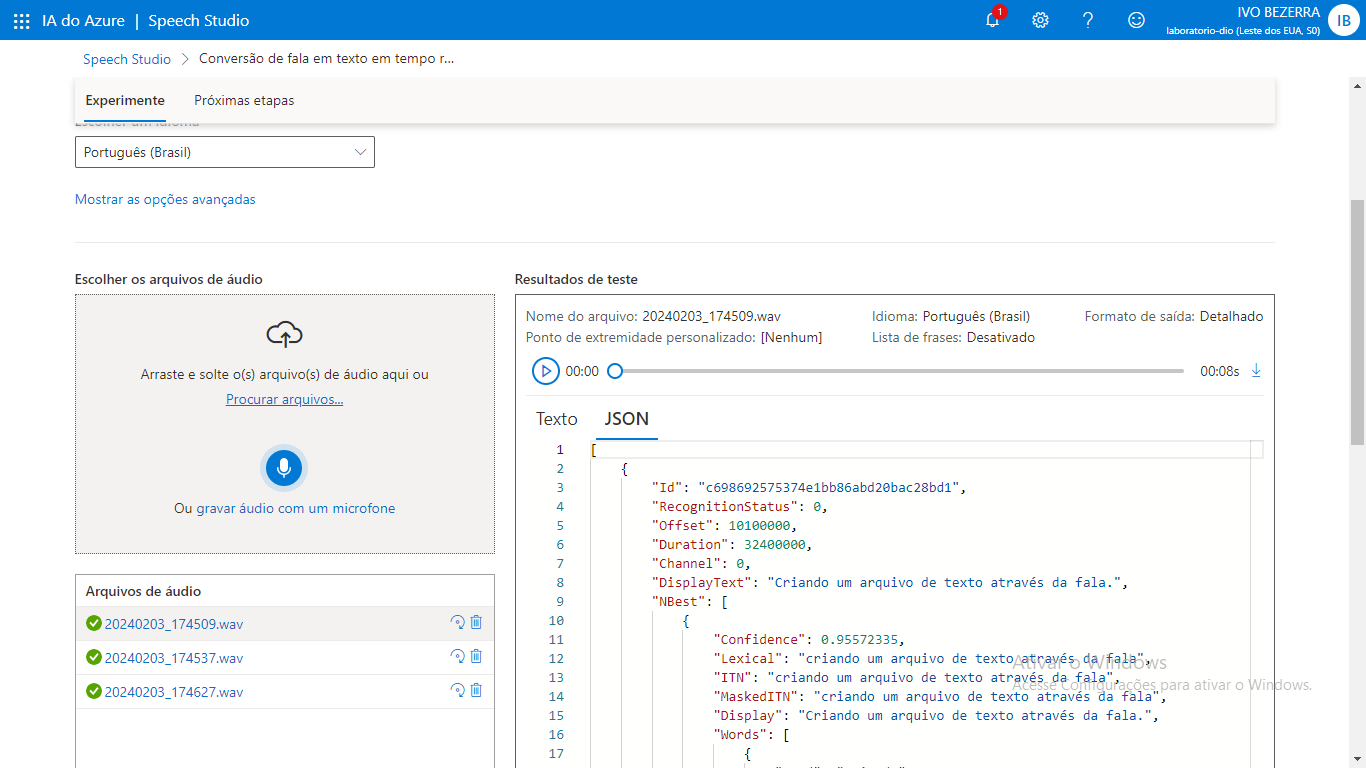 IA do Azure | Speech Studio
1
IVO BEZERRA
laboratorio-dio (Leste dos EUA, S0)
IB
Speech Studio > Conversão de fala em texto em tempo r...
Experimente Próximas etapas
Escolher um idioma
Português (Brasil)
Mostrar as opções avançadas
Escolher os arquivos de áudio
Arraste e solte o(s) arquivo(s) de áudio aqui ou
Procurar arquivos...
Ou gravar áudio com um microfone
Arquivos de áudio
20240203_174509.wav
20240203_174537.wav
20240203_174627.wav
Resultados de teste
Nome do arquivo: 20240203_174509.wav Idioma: Português (Brasil) Formato de saída: Detalhado
Ponto de extremidade personalizado: [Nenhum] Lista de frases: Desativado
00:00 00:08s
Texto JSON
1 [
2 {
3 "Id": "c698692575374e1bb86abd20bac28bd1",
4 "RecognitionStatus": 0,
5 "Offset": 10100000,
6 "Duration": 32400000,
7 "Channel": 0,
8 "DisplayText": "Criando um arquivo de texto através da fala.",
9 "NBest": [
10 {
11 "Confidence": 0.95572335,
12 "Lexical": "criando um arquivo de texto através da fala",
13 "ITN": "criando um arquivo de texto através da fala",
14 "MaskedITN": "criando um arquivo de texto através da fala",
15 "Display": "Criando um arquivo de texto através da fala.",
16 "Words": [
17 {
Ativar o Windows
Acesse Configurações para ativar o Windows.